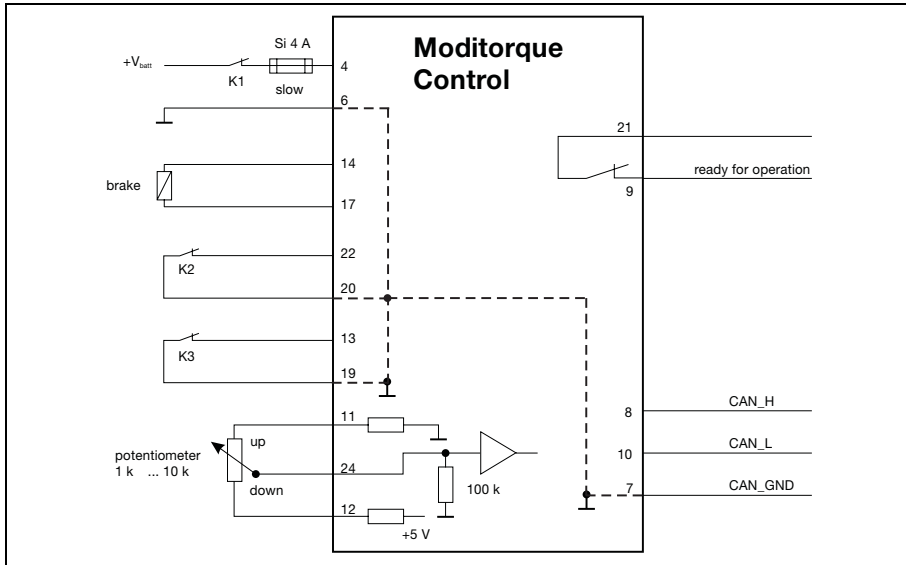 Moditorque
Control
Si 4 A
+Vbatt
K1
slow
4
6
14
brake
17
22
K2
20
13
K3
19
11
up
potentiometer
1 k ... 10 k
24
down
100 k
12
+5 V
21
ready for operation
9
CAN_H
8
CAN_L
10
CAN_GND
7